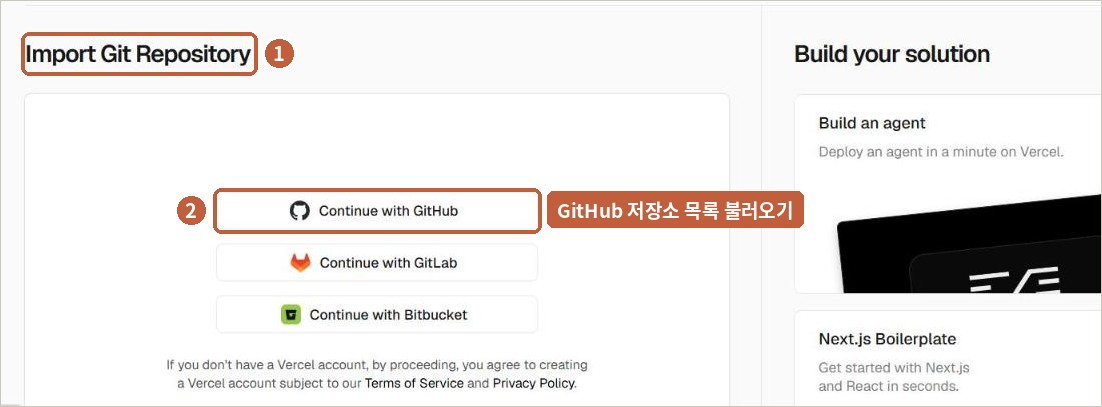 Import Git Repository
1
2
Continue with GitHub
GitHub 저장소 목록 불러오기
Continue with GitLab
Continue with Bitbucket
If you don't have a Vercel account, by proceeding, you agree to creating
a Vercel account subject to our Terms of Service and Privacy Policy.
Build your solution
Build an agent
Deploy an agent in a minute on Vercel.
Next.js Boilerplate
Get started with Next.js
and React in seconds.